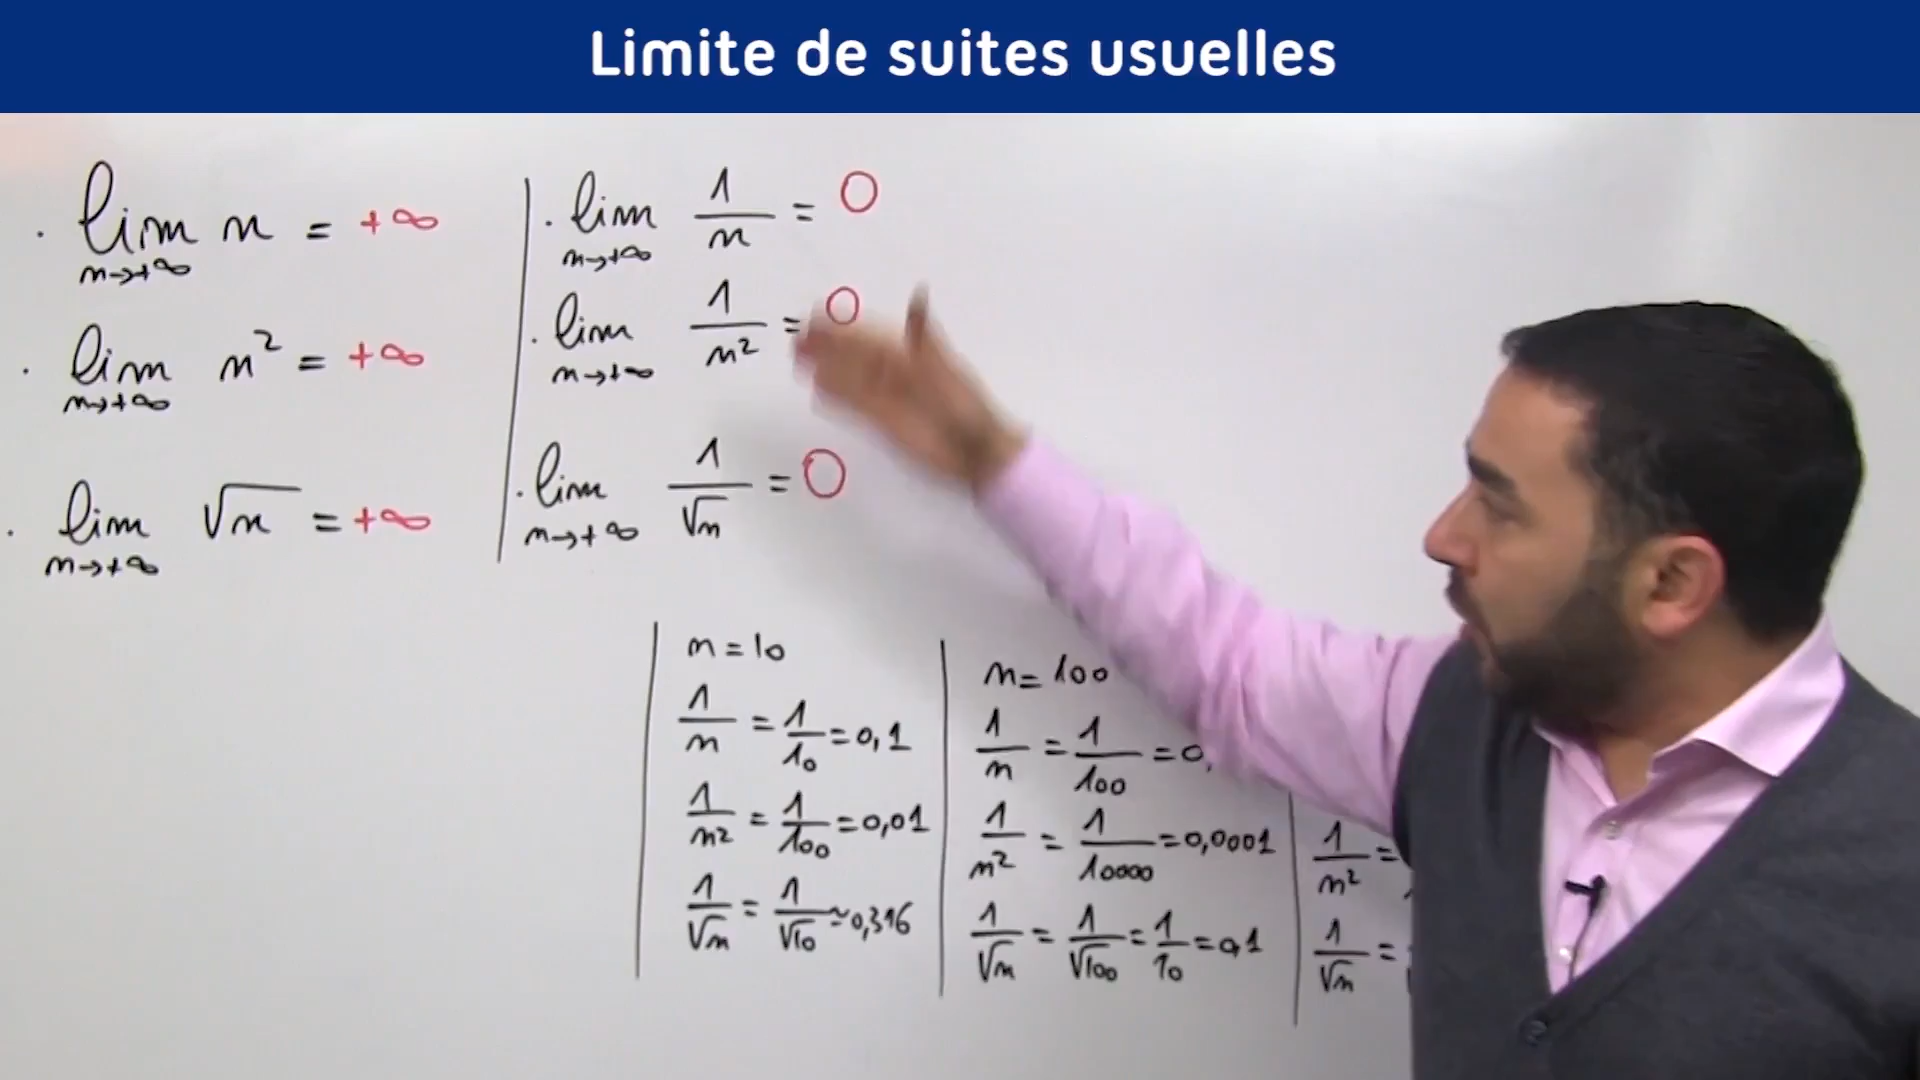 Limite de suites usuelles
. lim n = +∞
n→+∞
. lim n² = +∞
n→+∞
. lim √n = +∞
n→+∞
. lim 1/n = 0
n→+∞
. lim 1/n² = 0
n→+∞
. lim 1/√n = 0
n→+∞
n = 10
1/n = 1/10 = 0,1
1/n² = 1/100 = 0,01
1/√n = 1/√10 ≈ 0,316
n = 100
1/n = 1/100 = 0,
1/n² = 1/10000 = 0,0001
1/√n = 1/√100 = 1/10 = 0,1
1/n² =
1/√n =